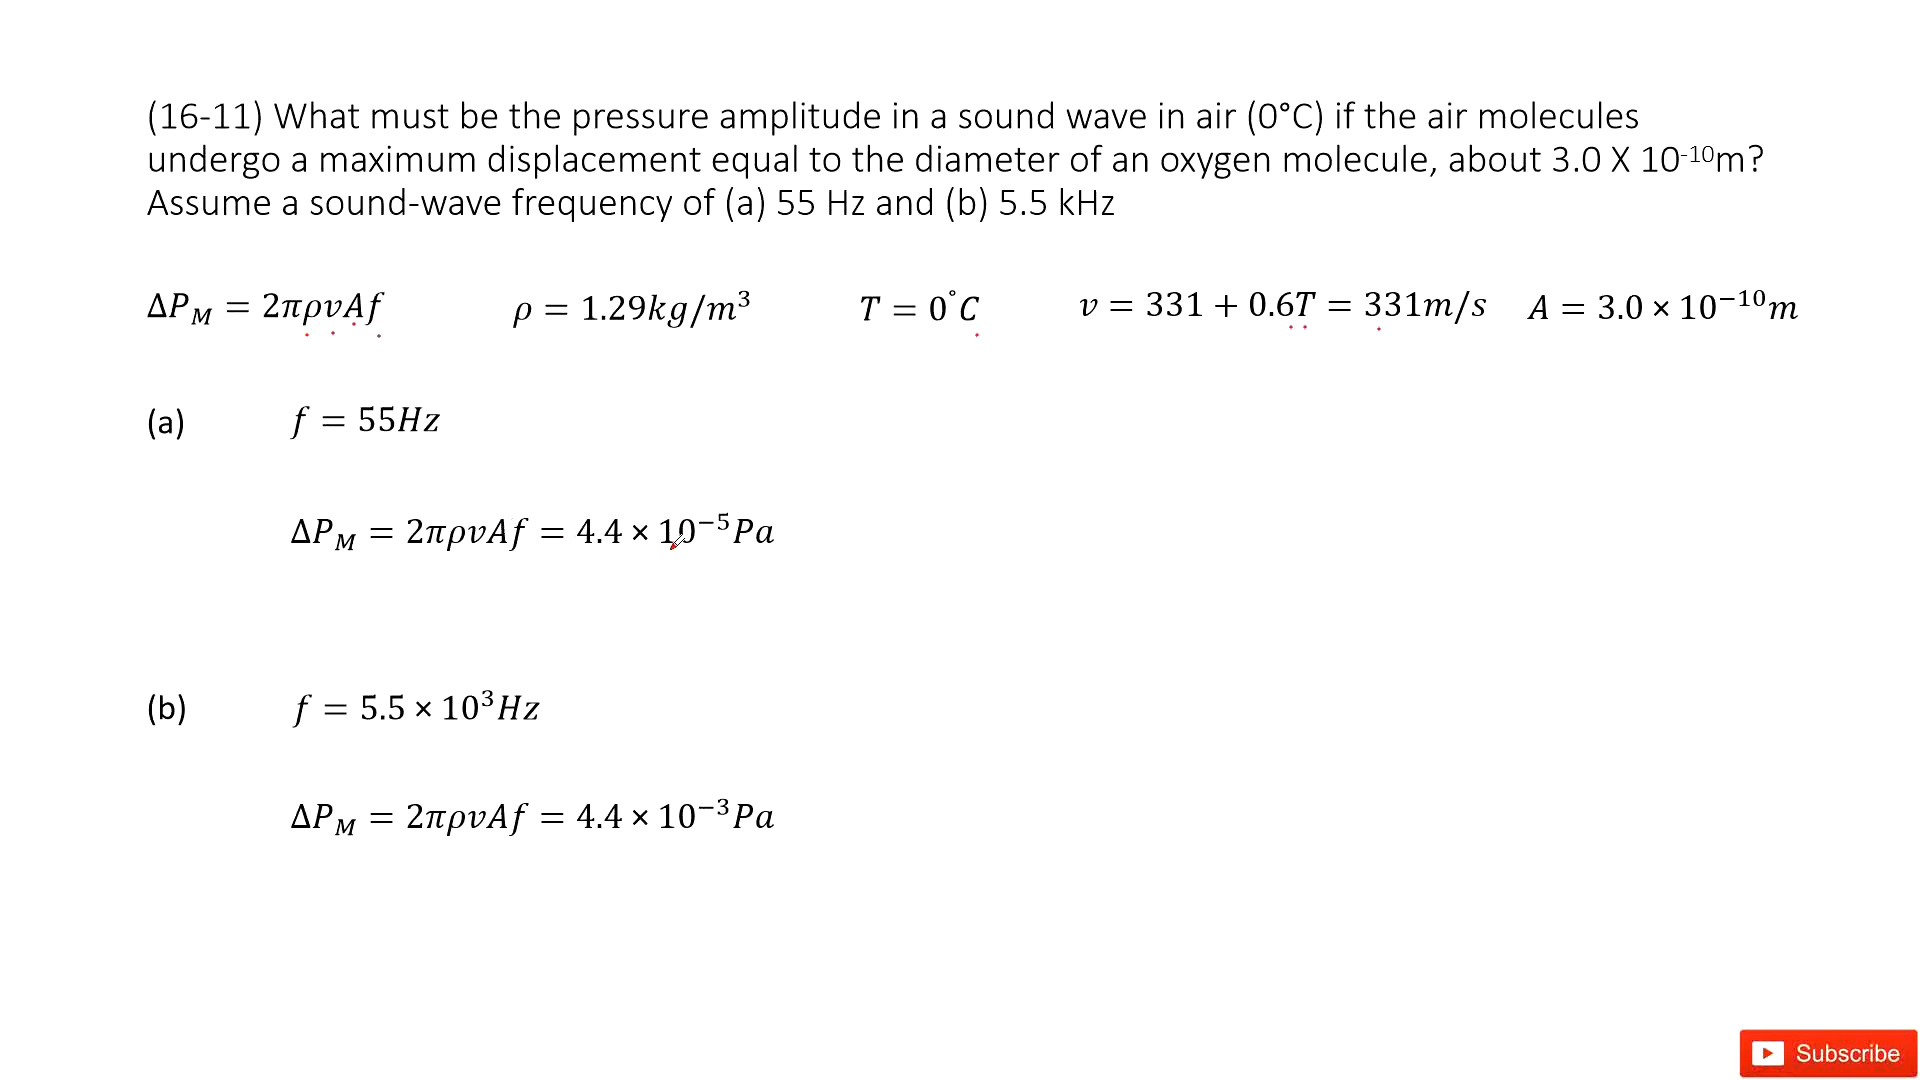 (16-11) What must be the pressure amplitude in a sound wave in air (0°C) if the air molecules
undergo a maximum displacement equal to the diameter of an oxygen molecule, about 3.0 X 10⁻¹⁰m?
Assume a sound-wave frequency of (a) 55 Hz and (b) 5.5 kHz
ΔP_M = 2πρvAf ρ = 1.29kg/m³ T = 0°C v = 331 + 0.6T = 331m/s A = 3.0 × 10⁻¹⁰m
(a) f = 55Hz
ΔP_M = 2πρvAf = 4.4 × 10⁻⁵Pa
(b) f = 5.5 × 10³Hz
ΔP_M = 2πρvAf = 4.4 × 10⁻³Pa
Subscribe